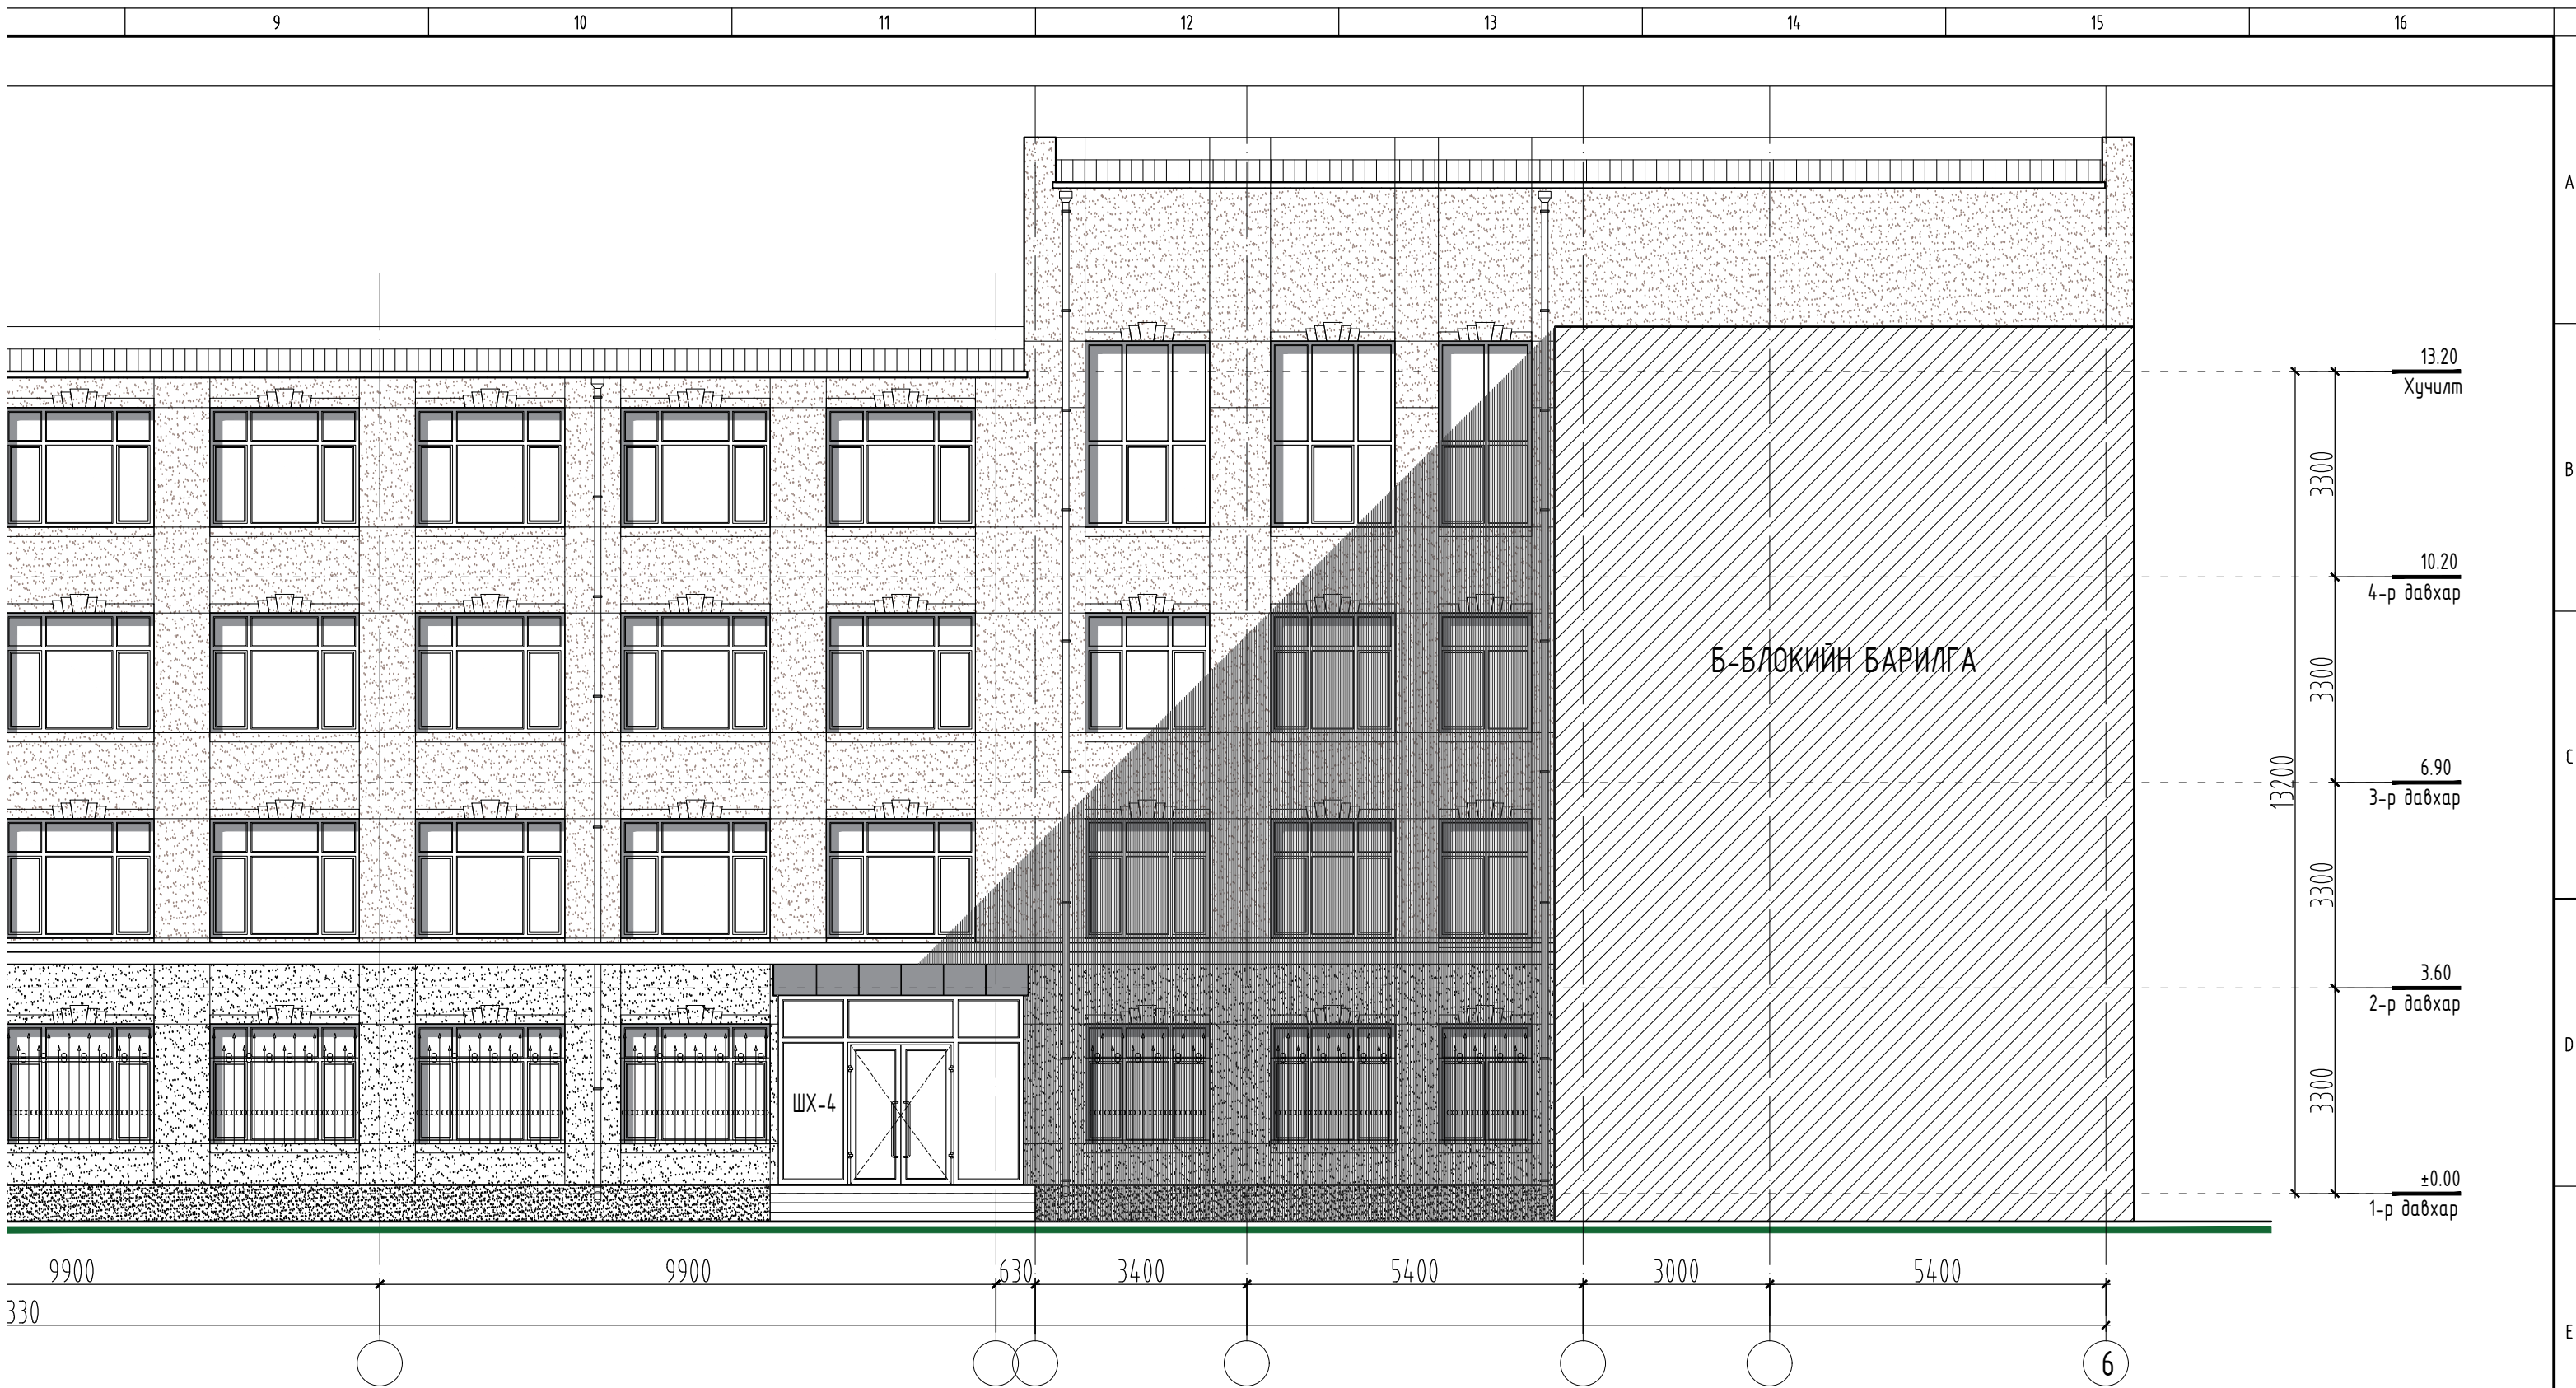 9 10 11 12 13 14 15 16
A
13.20
Хучилт
3300
B
10.20
4-р давхар
3300
Б-БЛОКИЙН БАРИЛГА
C
6.90
3-р давхар
13200
3300
3.60
2-р давхар
D
3300
ШХ-4
±0.00
1-р давхар
9900 9900 630 3400 5400 3000 5400
330
E
6